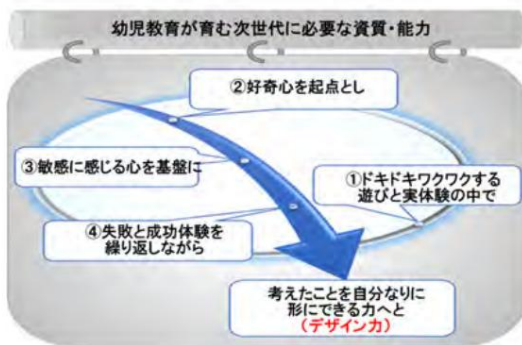 幼児教育が育む次世代に必要な資質・能力
②好奇心を起点とし
③敏感に感じる心を基盤に
①ドキドキワクワクする
遊びと実体験の中で
④失敗と成功体験を
繰り返しながら
考えたことを自分なりに
形にできる力へと
(デザイン力)